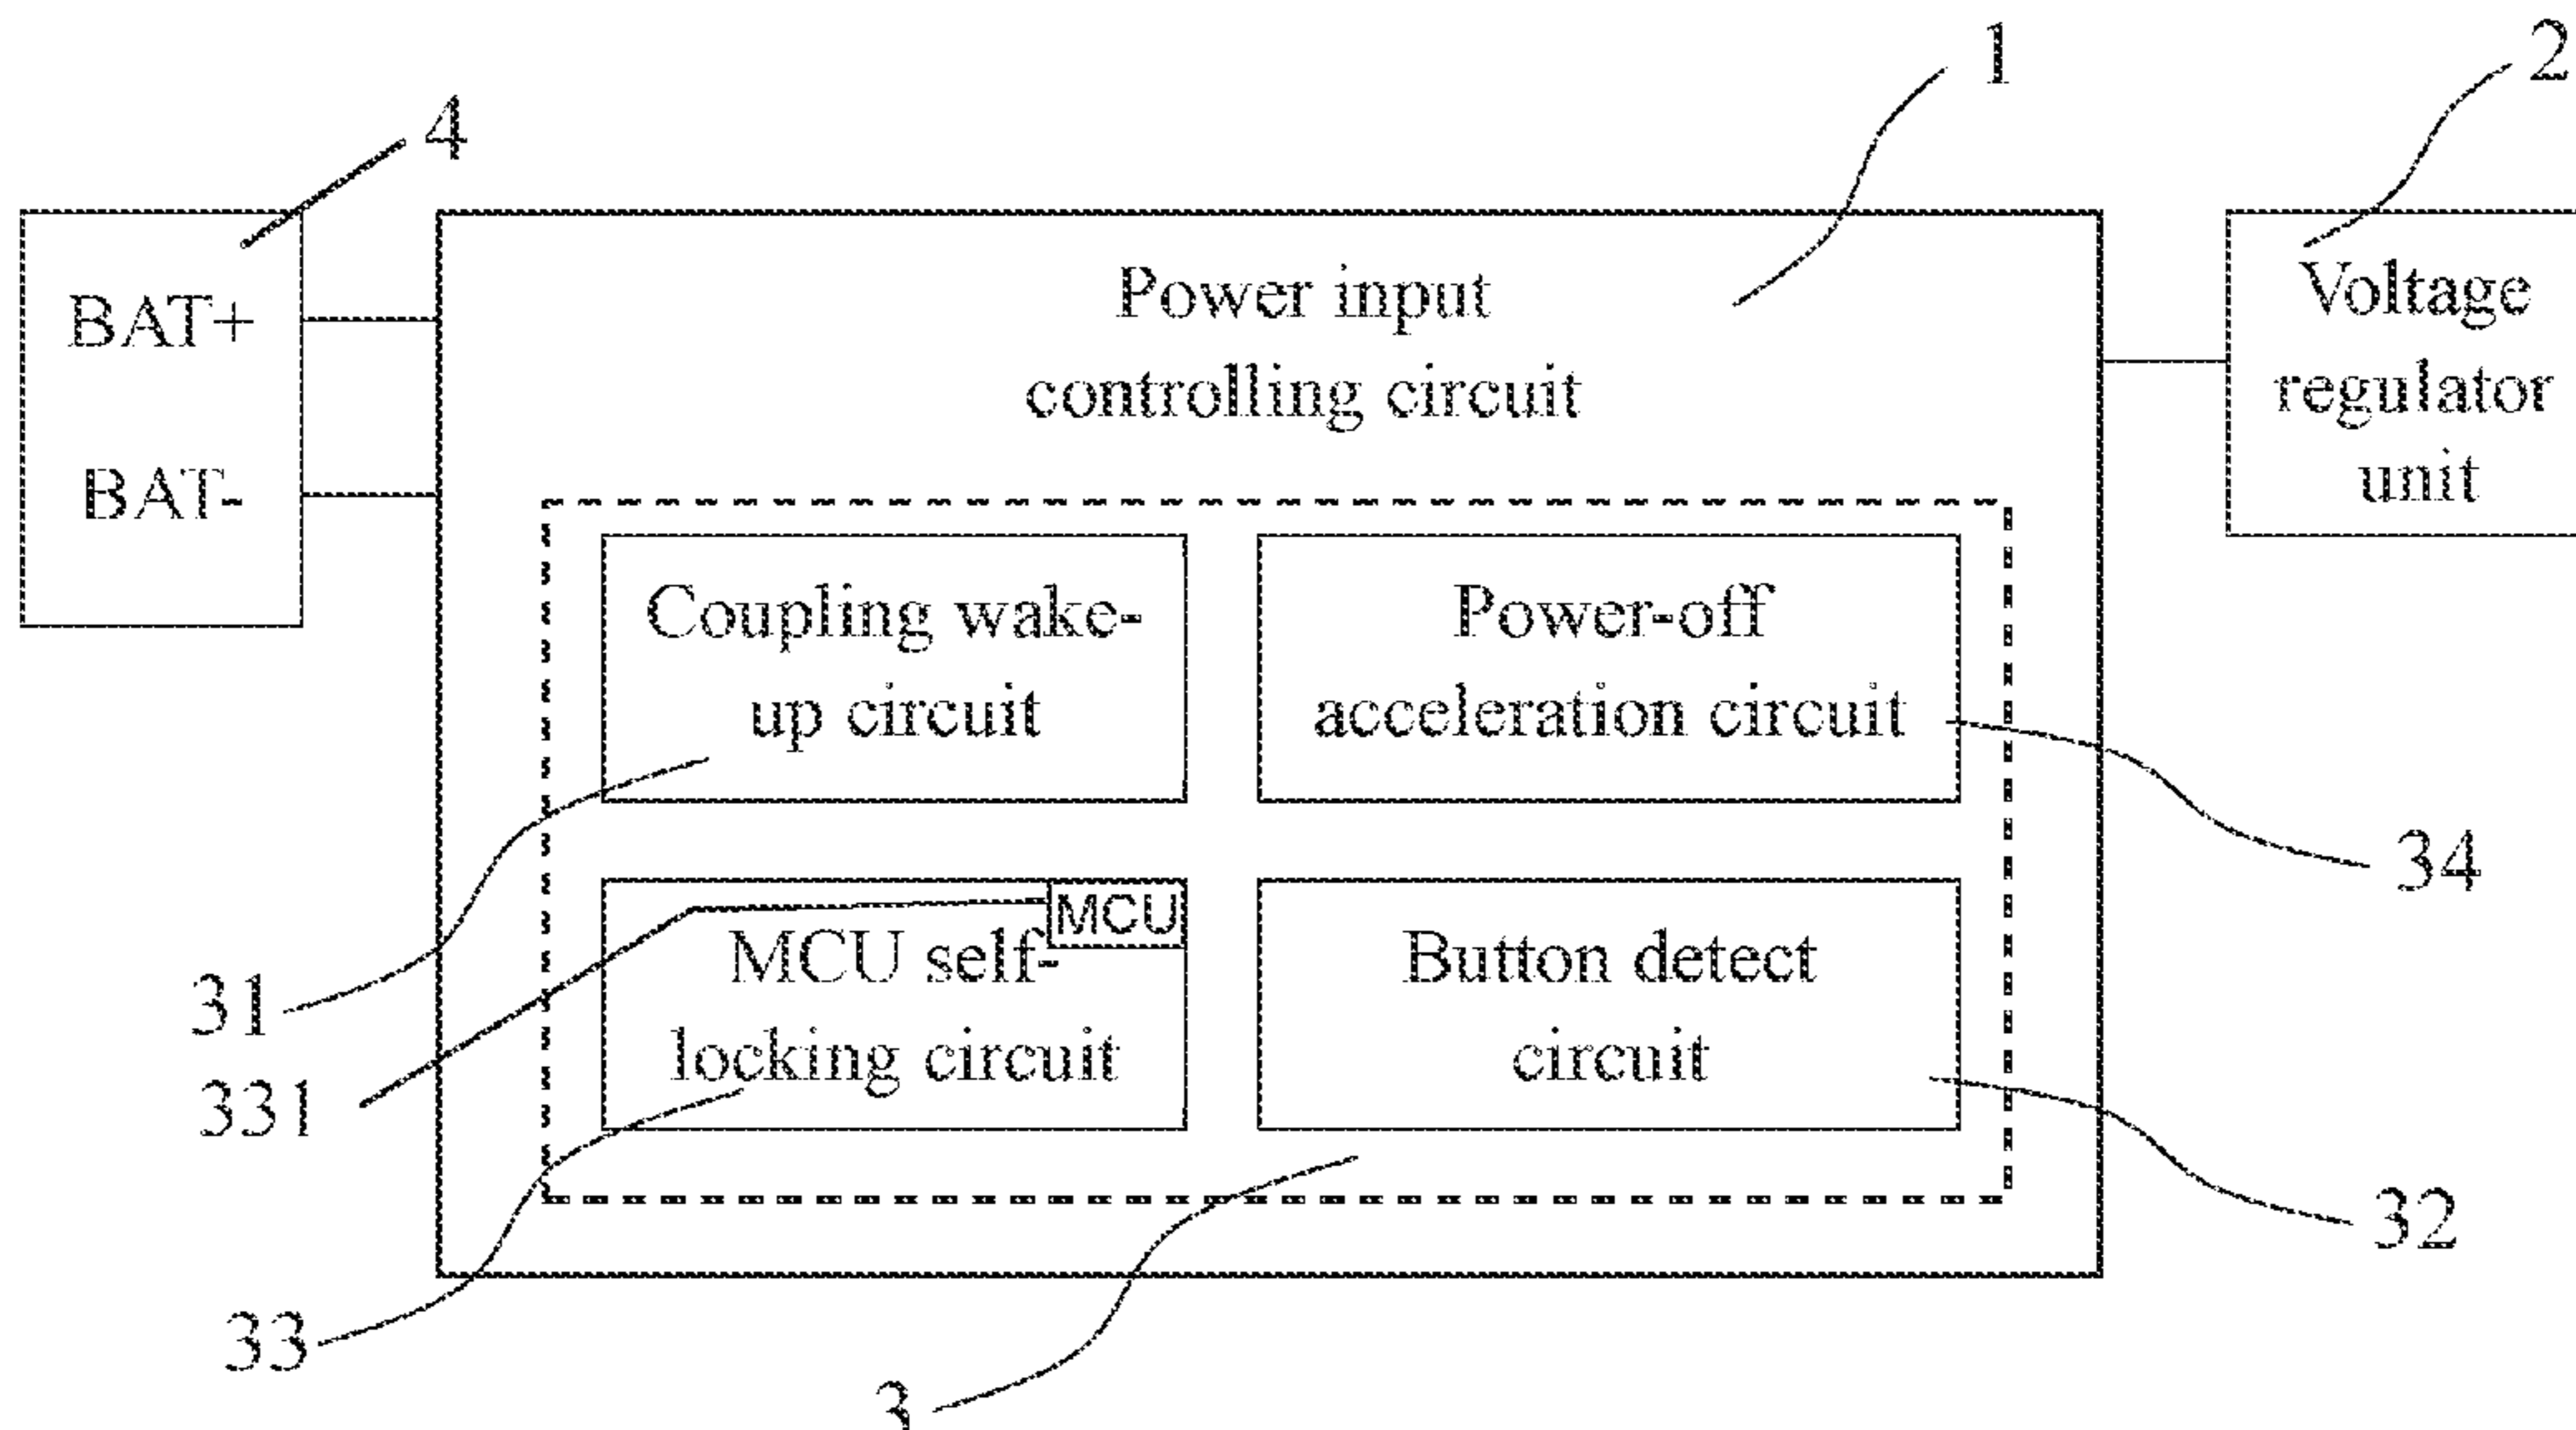 1
2
4
BAT+
BAT-
Power input
controlling circuit
Voltage
regulator
unit
Coupling wake-
up circuit
Power-off
acceleration circuit
34
MCU
MCU self-
locking circuit
Button detect
circuit
31
331
32
33
3